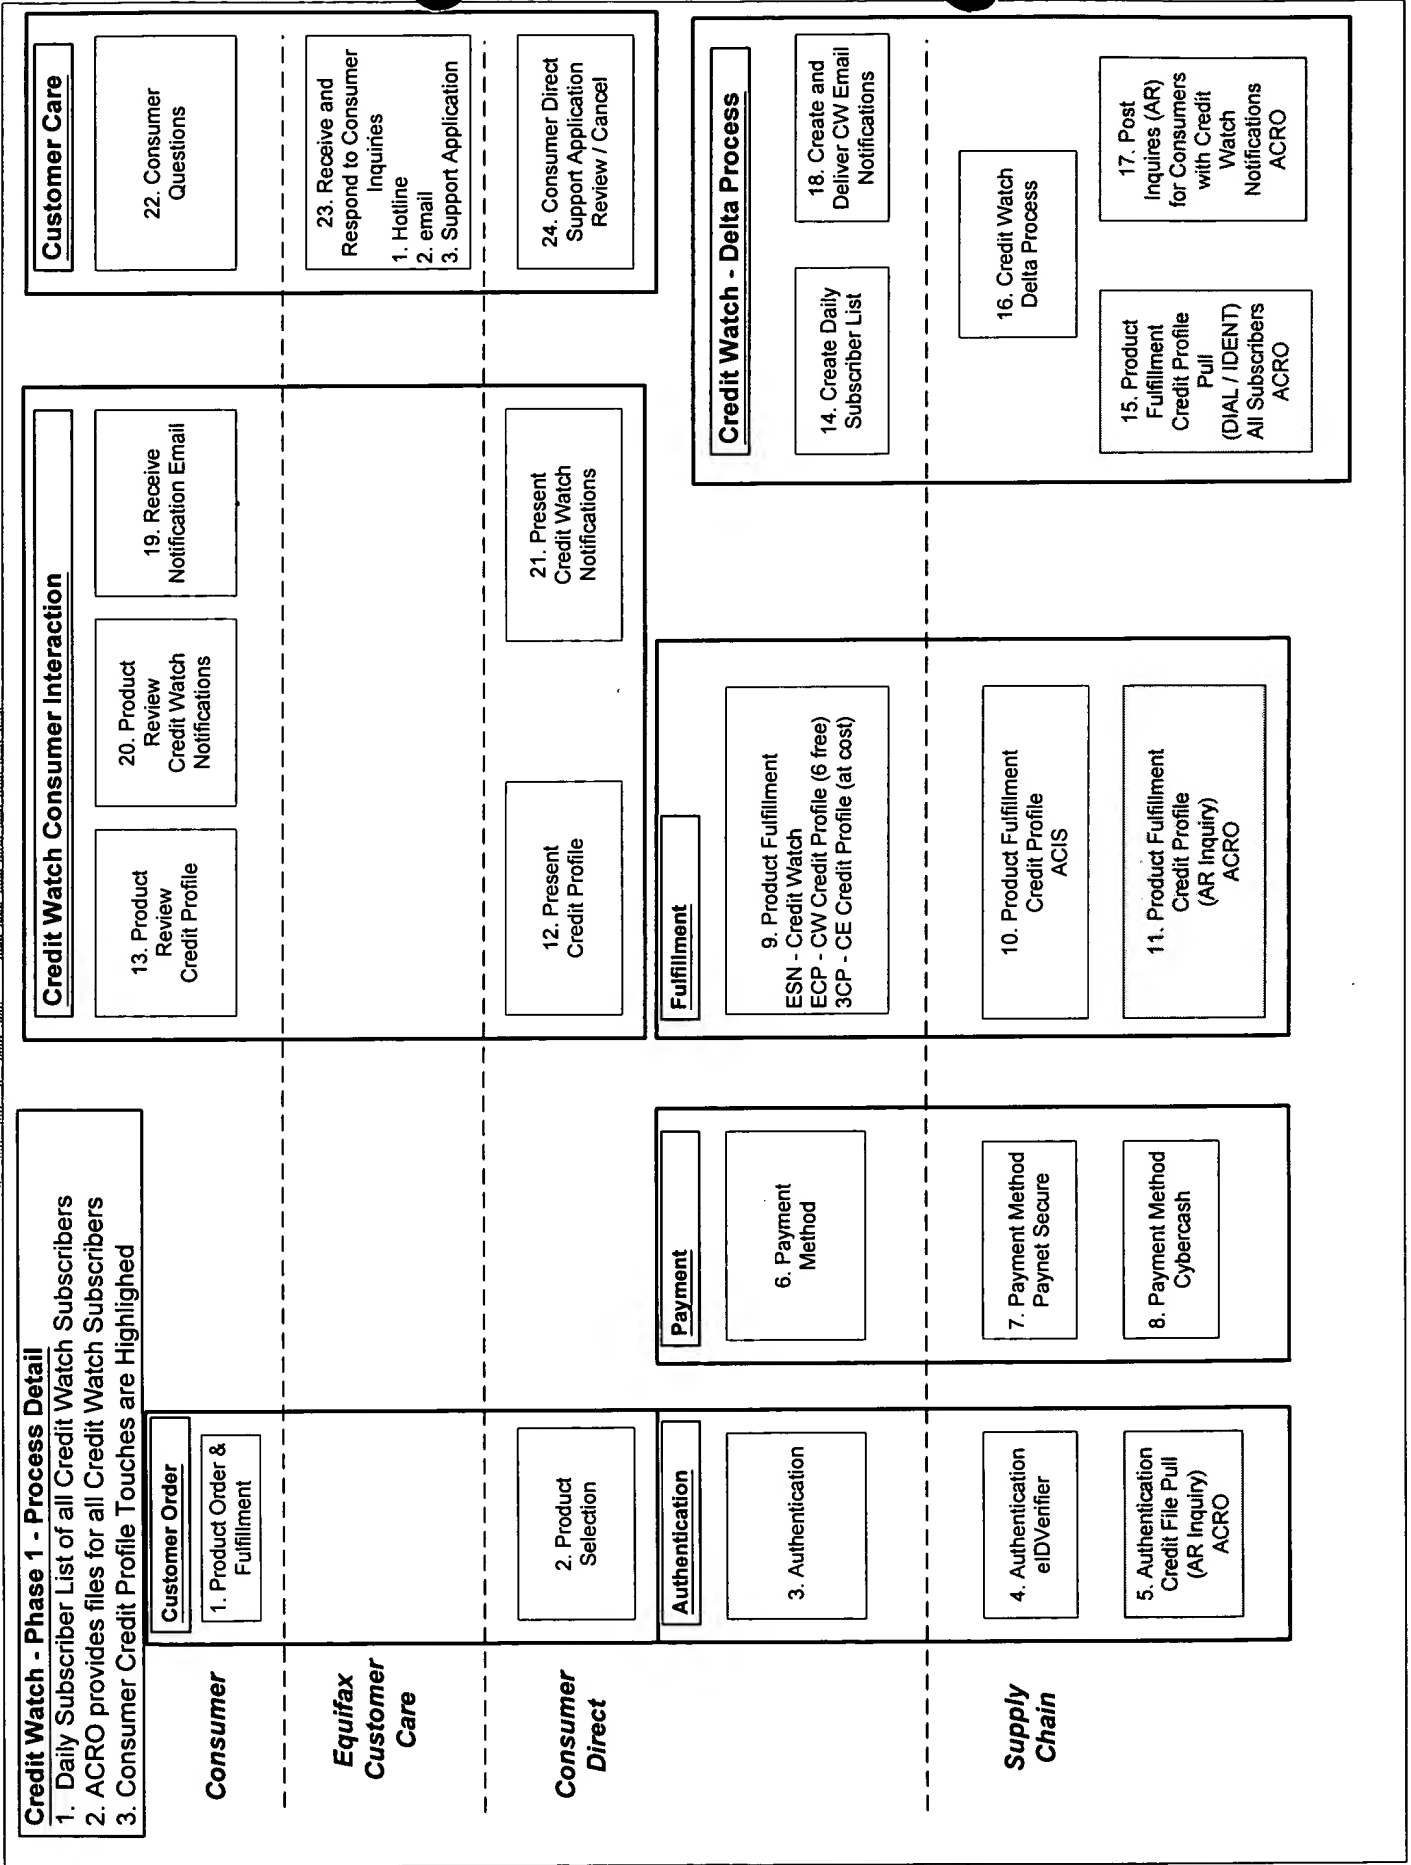 Credit Watch - Phase 1 - Process Detail
1. Daily Subscriber List of all Credit Watch Subscribers
2. ACRO provides files for all Credit Watch Subscribers
3. Consumer Credit Profile Touches are Highlighed
Consumer
Equifax
Customer
Care
Consumer
Direct
Supply
Chain
Customer Order
1. Product Order &
Fulfillment
2. Product
Selection
Authentication
3. Authentication
4. Authentication
eIDVerifier
5. Authentication
Credit File Pull
(AR Inquiry)
ACRO
Payment
6. Payment
Method
7. Payment Method
Paynet Secure
8. Payment Method
Cybercash
Credit Watch Consumer Interaction
13. Product
Review
Credit Profile
20. Product
Review
Credit Watch
Notifications
19. Receive
Notification Email
12. Present
Credit Profile
21. Present
Credit Watch
Notifications
Fulfillment
9. Product Fulfillment
ESN - Credit Watch
ECP - CW Credit Profile (6 free)
3CP - CE Credit Profile (at cost)
10. Product Fulfillment
Credit Profile
ACIS
11. Product Fulfillment
Credit Profile
(AR Inquiry)
ACRO
Customer Care
22. Consumer
Questions
23. Receive and
Respond to Consumer
Inquiries
1. Hotline
2. email
3. Support Application
24. Consumer Direct
Support Application
Review / Cancel
Credit Watch - Delta Process
14. Create Daily
Subscriber List
18. Create and
Deliver CW Email
Notifications
16. Credit Watch
Delta Process
15. Product
Fulfillment
Credit Profile
Pull
(DIAL / IDENT)
All Subscribers
ACRO
17. Post
Inquires (AR)
for Consumers
with Credit
Watch
Notifications
ACRO